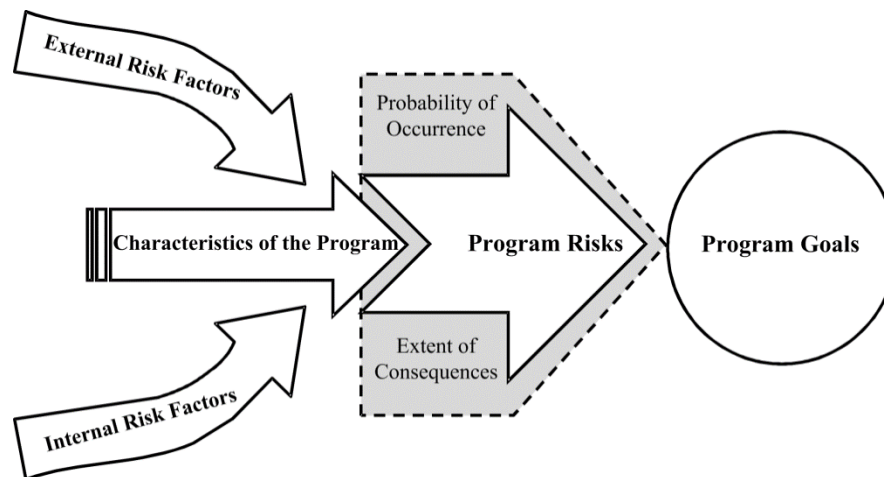 External Risk Factors
Probability of
Occurrence
Characteristics of the Program
Program Risks
Program Goals
Extent of
Consequences
Internal Risk Factors